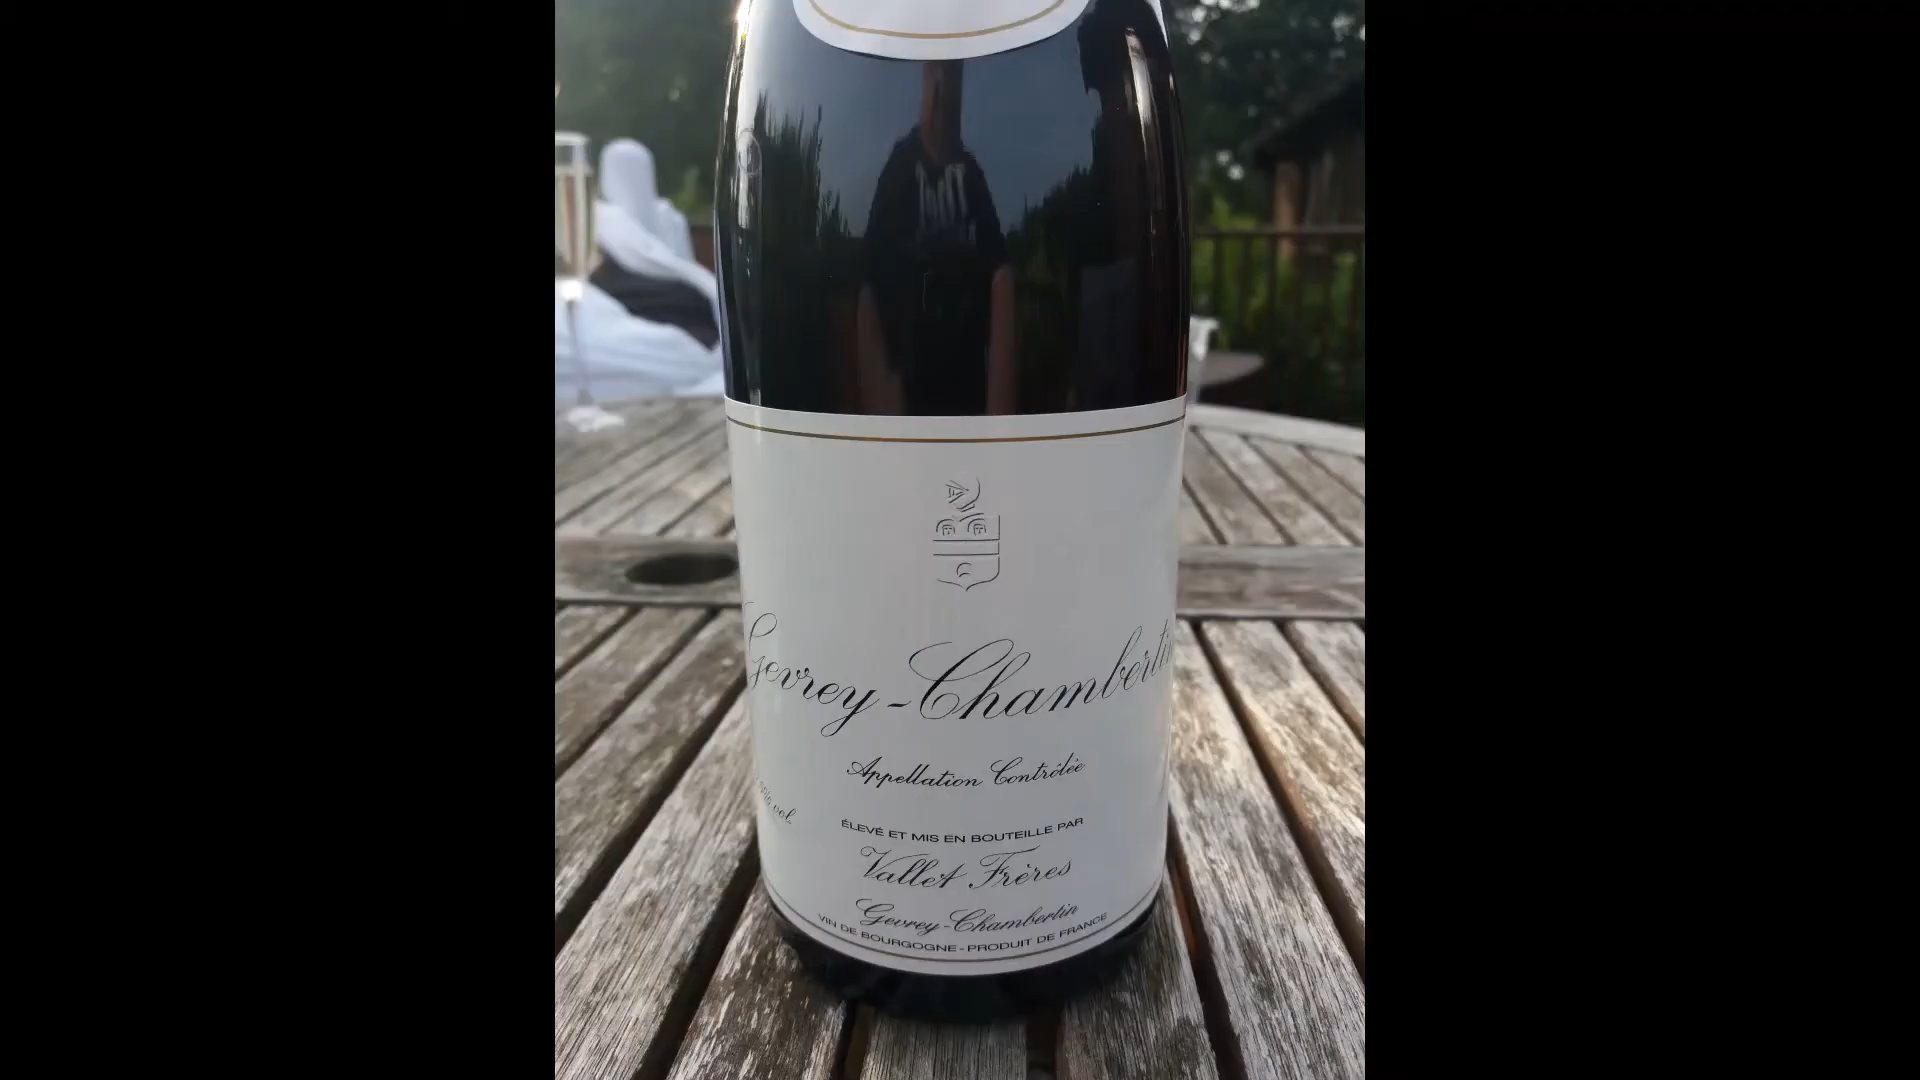 Gevrey-Chambertin
Appellation Contrôlée
vol.
ÉLEVÉ ET MIS EN BOUTEILLE PAR
Vallet Frères
Gevrey-Chambertin
VIN DE BOURGOGNE - PRODUIT DE FRANCE